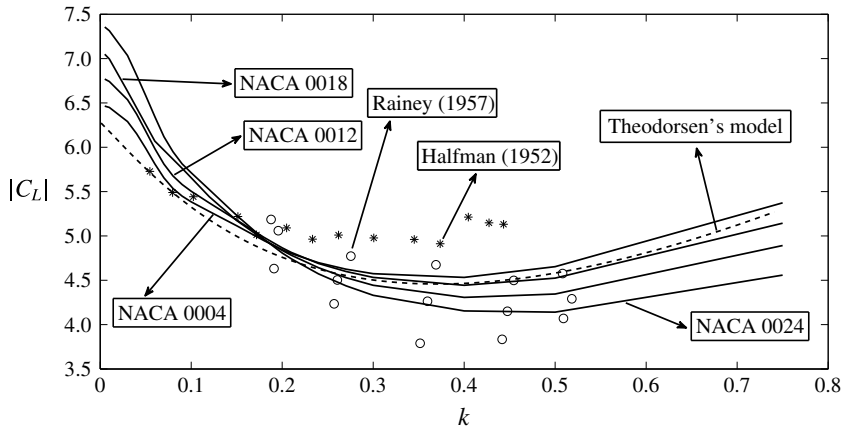 7.5
7.0
6.5
6.0
5.5
5.0
4.5
4.0
3.5
|C_L|
NACA 0018
NACA 0012
Rainey (1957)
Halfman (1952)
Theodorsen's model
NACA 0004
NACA 0024
0 0.1 0.2 0.3 0.4 0.5 0.6 0.7 0.8
k